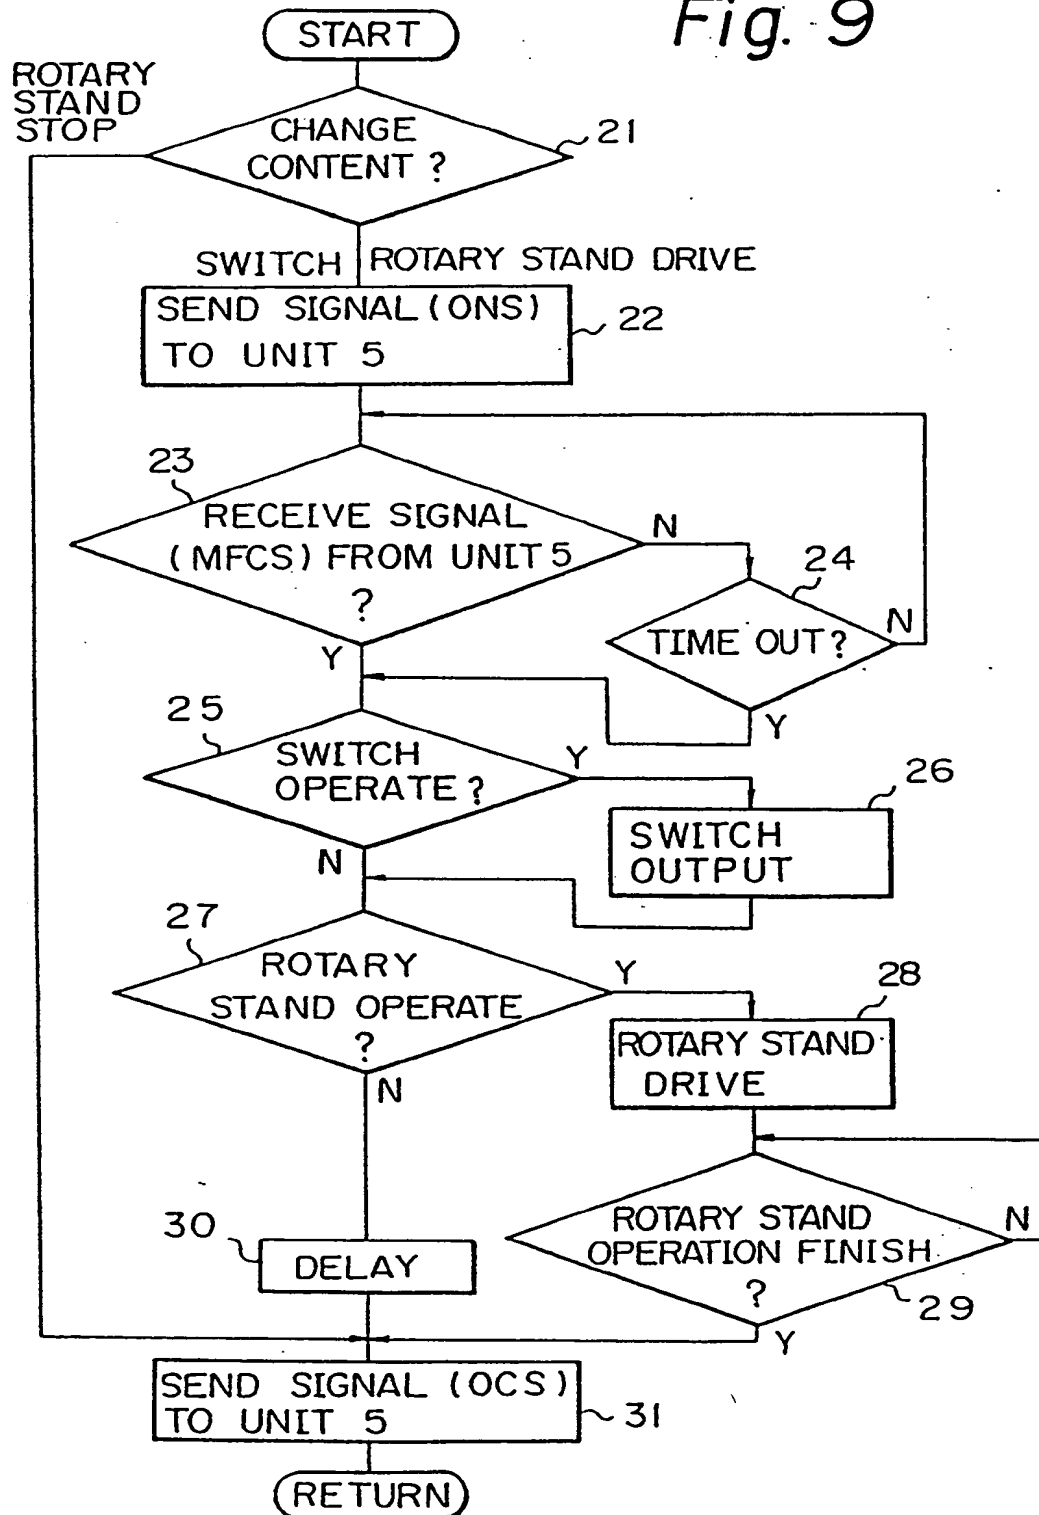 Fig. 9
START
ROTARY
STAND
STOP
CHANGE
CONTENT ?
21
SWITCH
ROTARY STAND DRIVE
SEND SIGNAL (ONS)
TO UNIT 5
22
23
RECEIVE SIGNAL
(MFCS) FROM UNIT 5
?
N
24
TIME OUT?
N
Y
Y
25
SWITCH
OPERATE?
Y
26
SWITCH
OUTPUT
N
27
ROTARY
STAND OPERATE
?
Y
28
ROTARY STAND
DRIVE
N
30
DELAY
ROTARY STAND
OPERATION FINISH
?
N
29
Y
SEND SIGNAL (OCS)
TO UNIT 5
31
RETURN